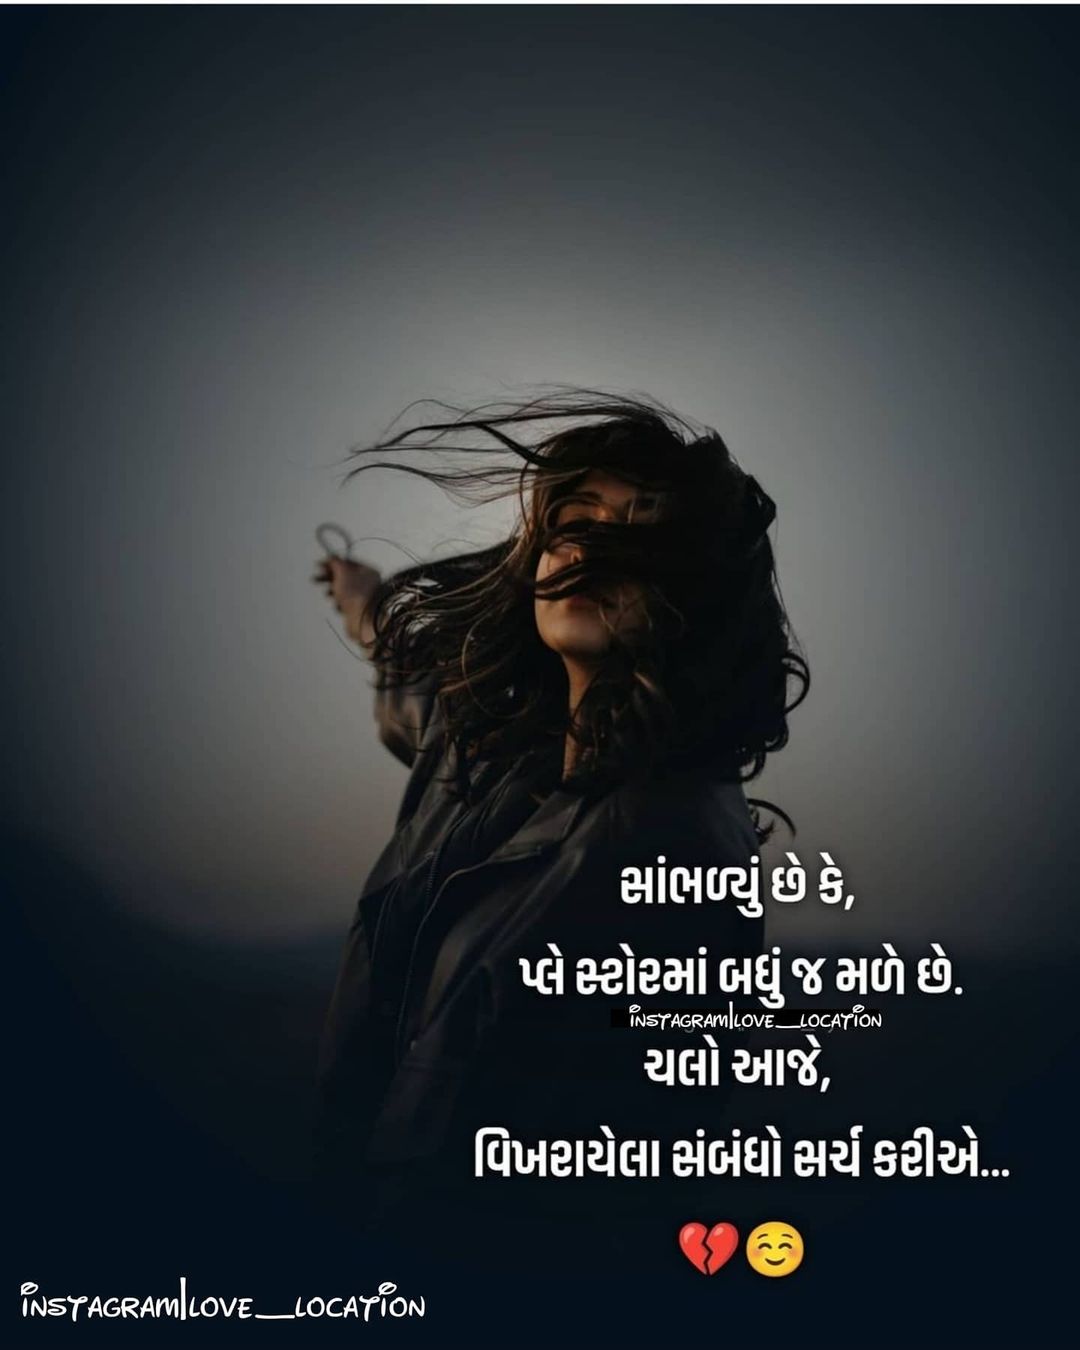 સાંભળ્યું છે કે,
પ્લે સ્ટોરમાં બધું જ મળે છે.
INSTAGRAM|LOVE__LOCATION
ચલો આજે,
વિખરાયેલા સંબંધો સર્ચ કરીએ...
💔☺️
INSTAGRAM|LOVE__LOCATION